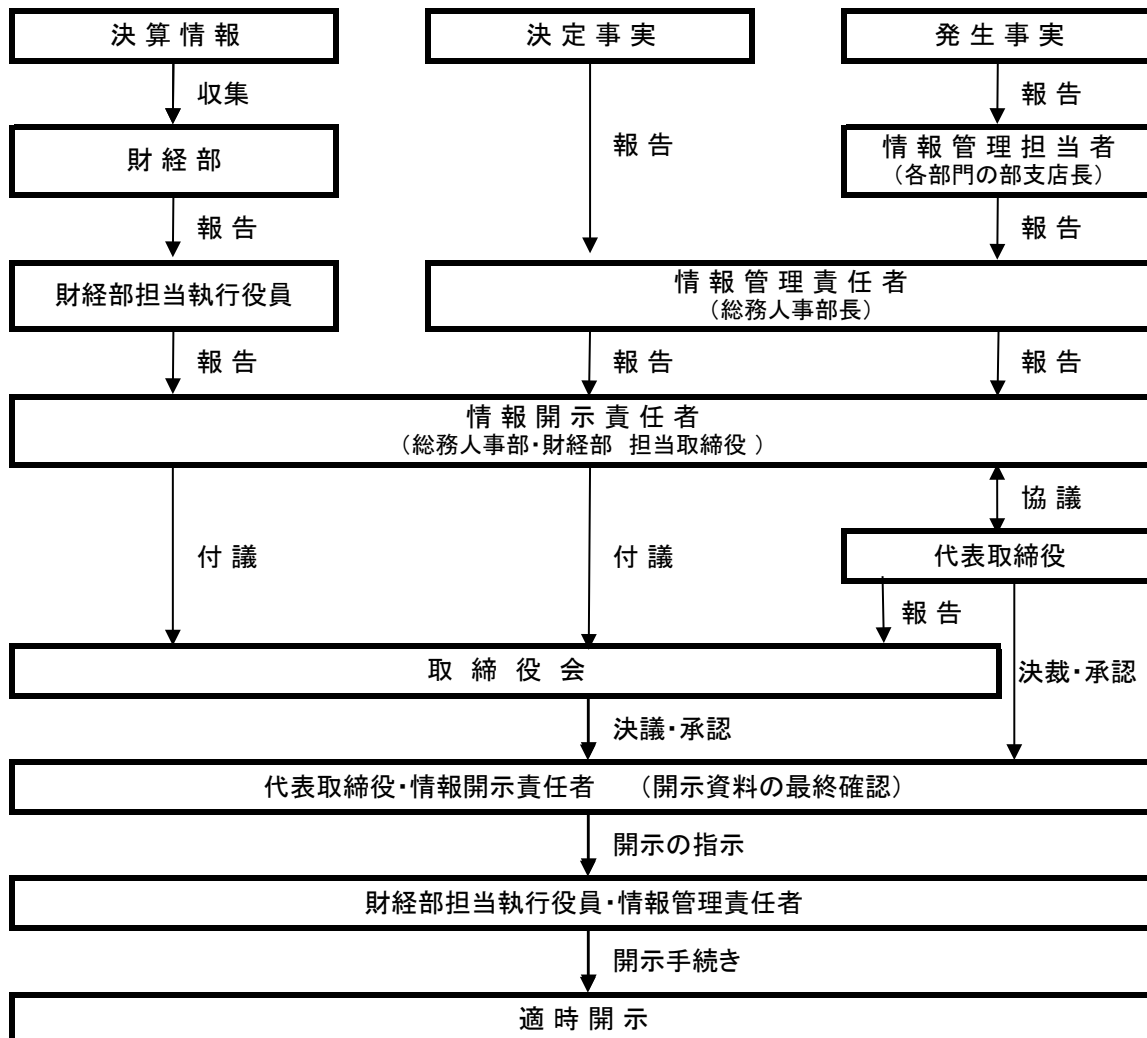 決算情報
決定事実
発生事実
収集
報告
報告
財経部
情報管理担当者
（各部門の部支店長）
報告
報告
財経部担当執行役員
情報管理責任者
（総務人事部長）
報告
報告
報告
情報開示責任者
（総務人事部・財経部 担当取締役 ）
協議
付議
付議
代表取締役
報告
取締役会
決裁・承認
決議・承認
代表取締役・情報開示責任者 （開示資料の最終確認）
開示の指示
財経部担当執行役員・情報管理責任者
開示手続き
適時開示